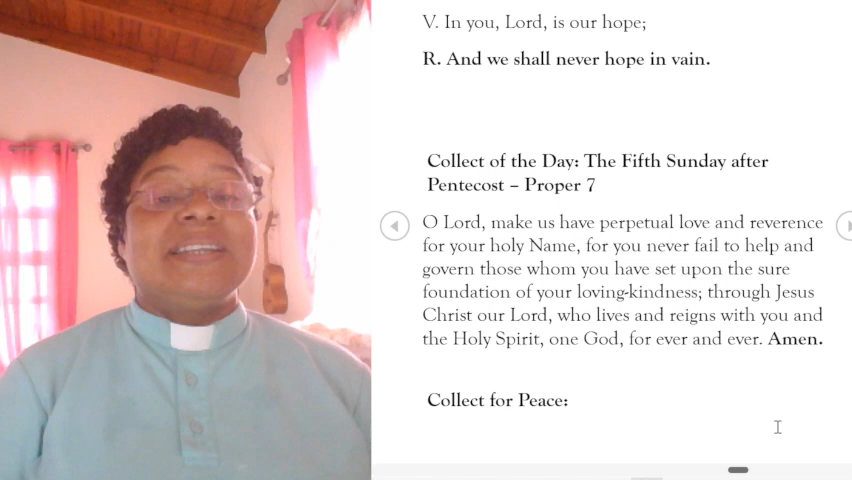 V. In you, Lord, is our hope;
R. And we shall never hope in vain.
Collect of the Day: The Fifth Sunday after
Pentecost – Proper 7
O Lord, make us have perpetual love and reverence
for your holy Name, for you never fail to help and
govern those whom you have set upon the sure
foundation of your loving-kindness; through Jesus
Christ our Lord, who lives and reigns with you and
the Holy Spirit, one God, for ever and ever. Amen.
Collect for Peace: